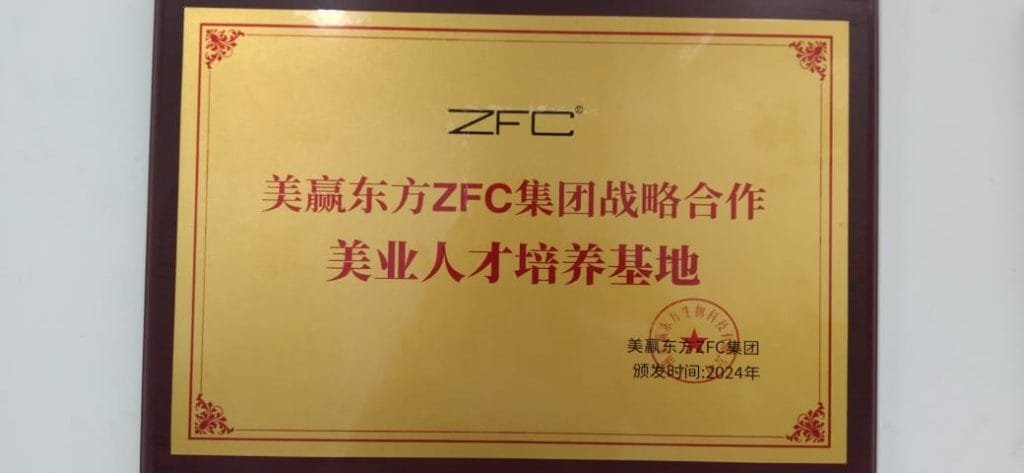 ZFC®
美赢东方ZFC集团战略合作
美业人才培养基地
美赢东方ZFC集团
颁发时间:2024年